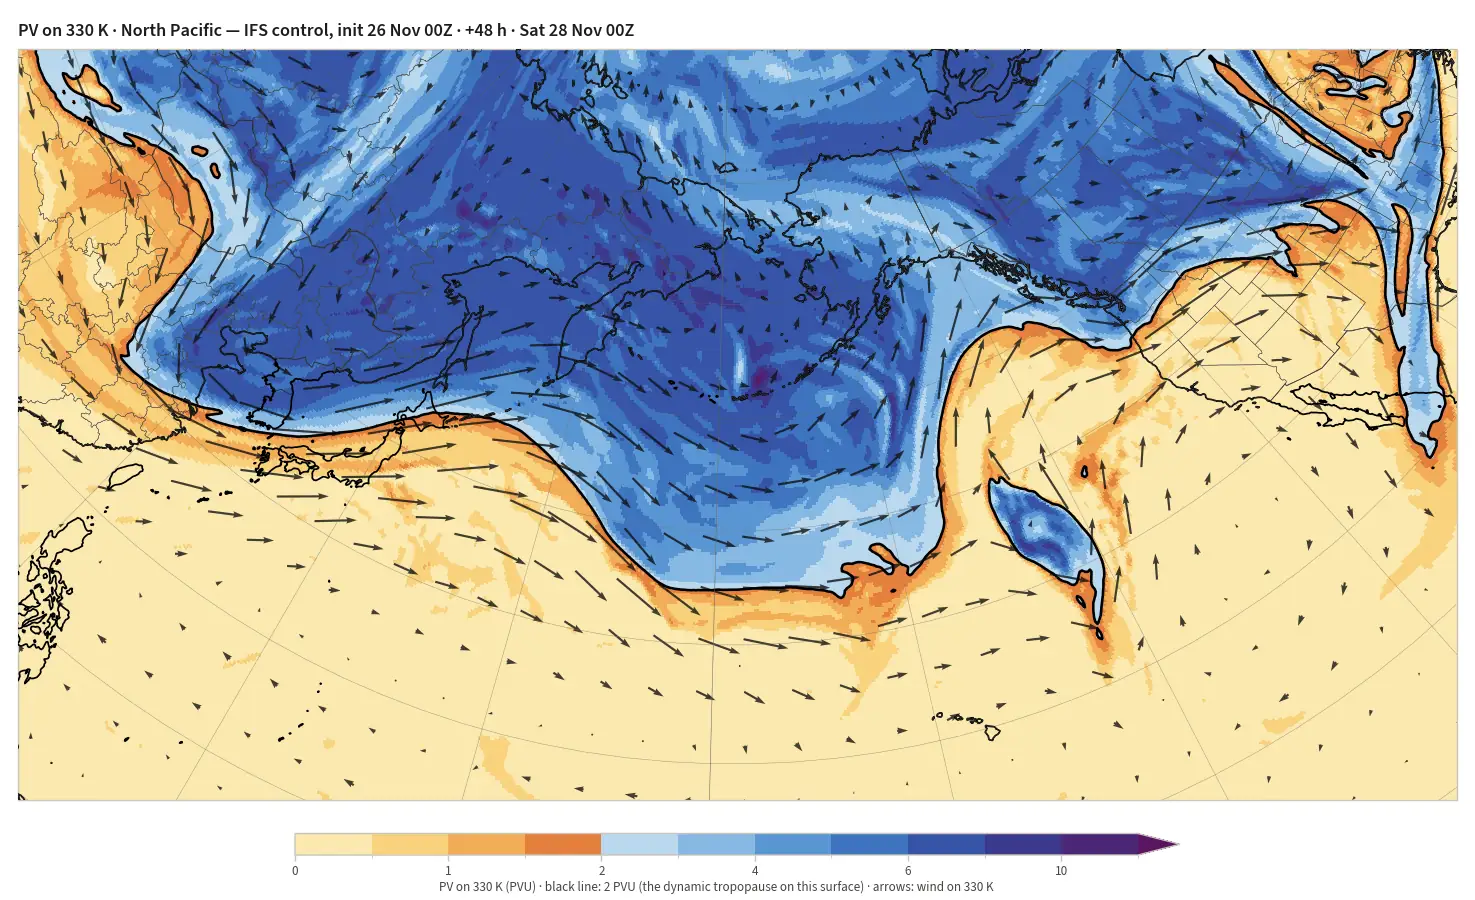 PV on 330 K · North Pacific — IFS control, init 26 Nov 00Z · +48 h · Sat 28 Nov 00Z
0 1 2 4 6 10
PV on 330 K (PVU) · black line: 2 PVU (the dynamic tropopause on this surface) · arrows: wind on 330 K